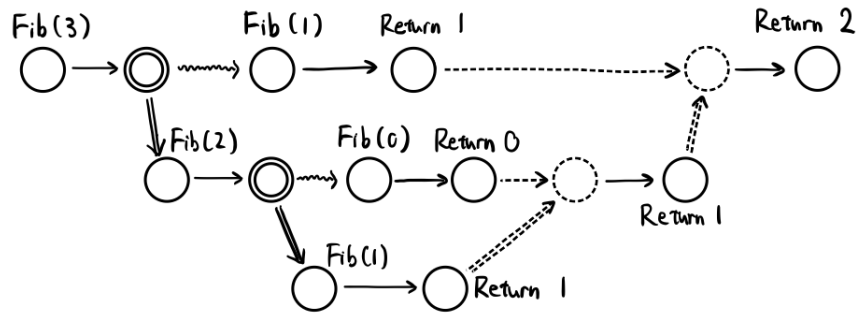 Fib(3)
Fib(1)
Return 1
Return 2
Fib(2)
Fib(0)
Return 0
Return 1
Fib(1)
Return 1